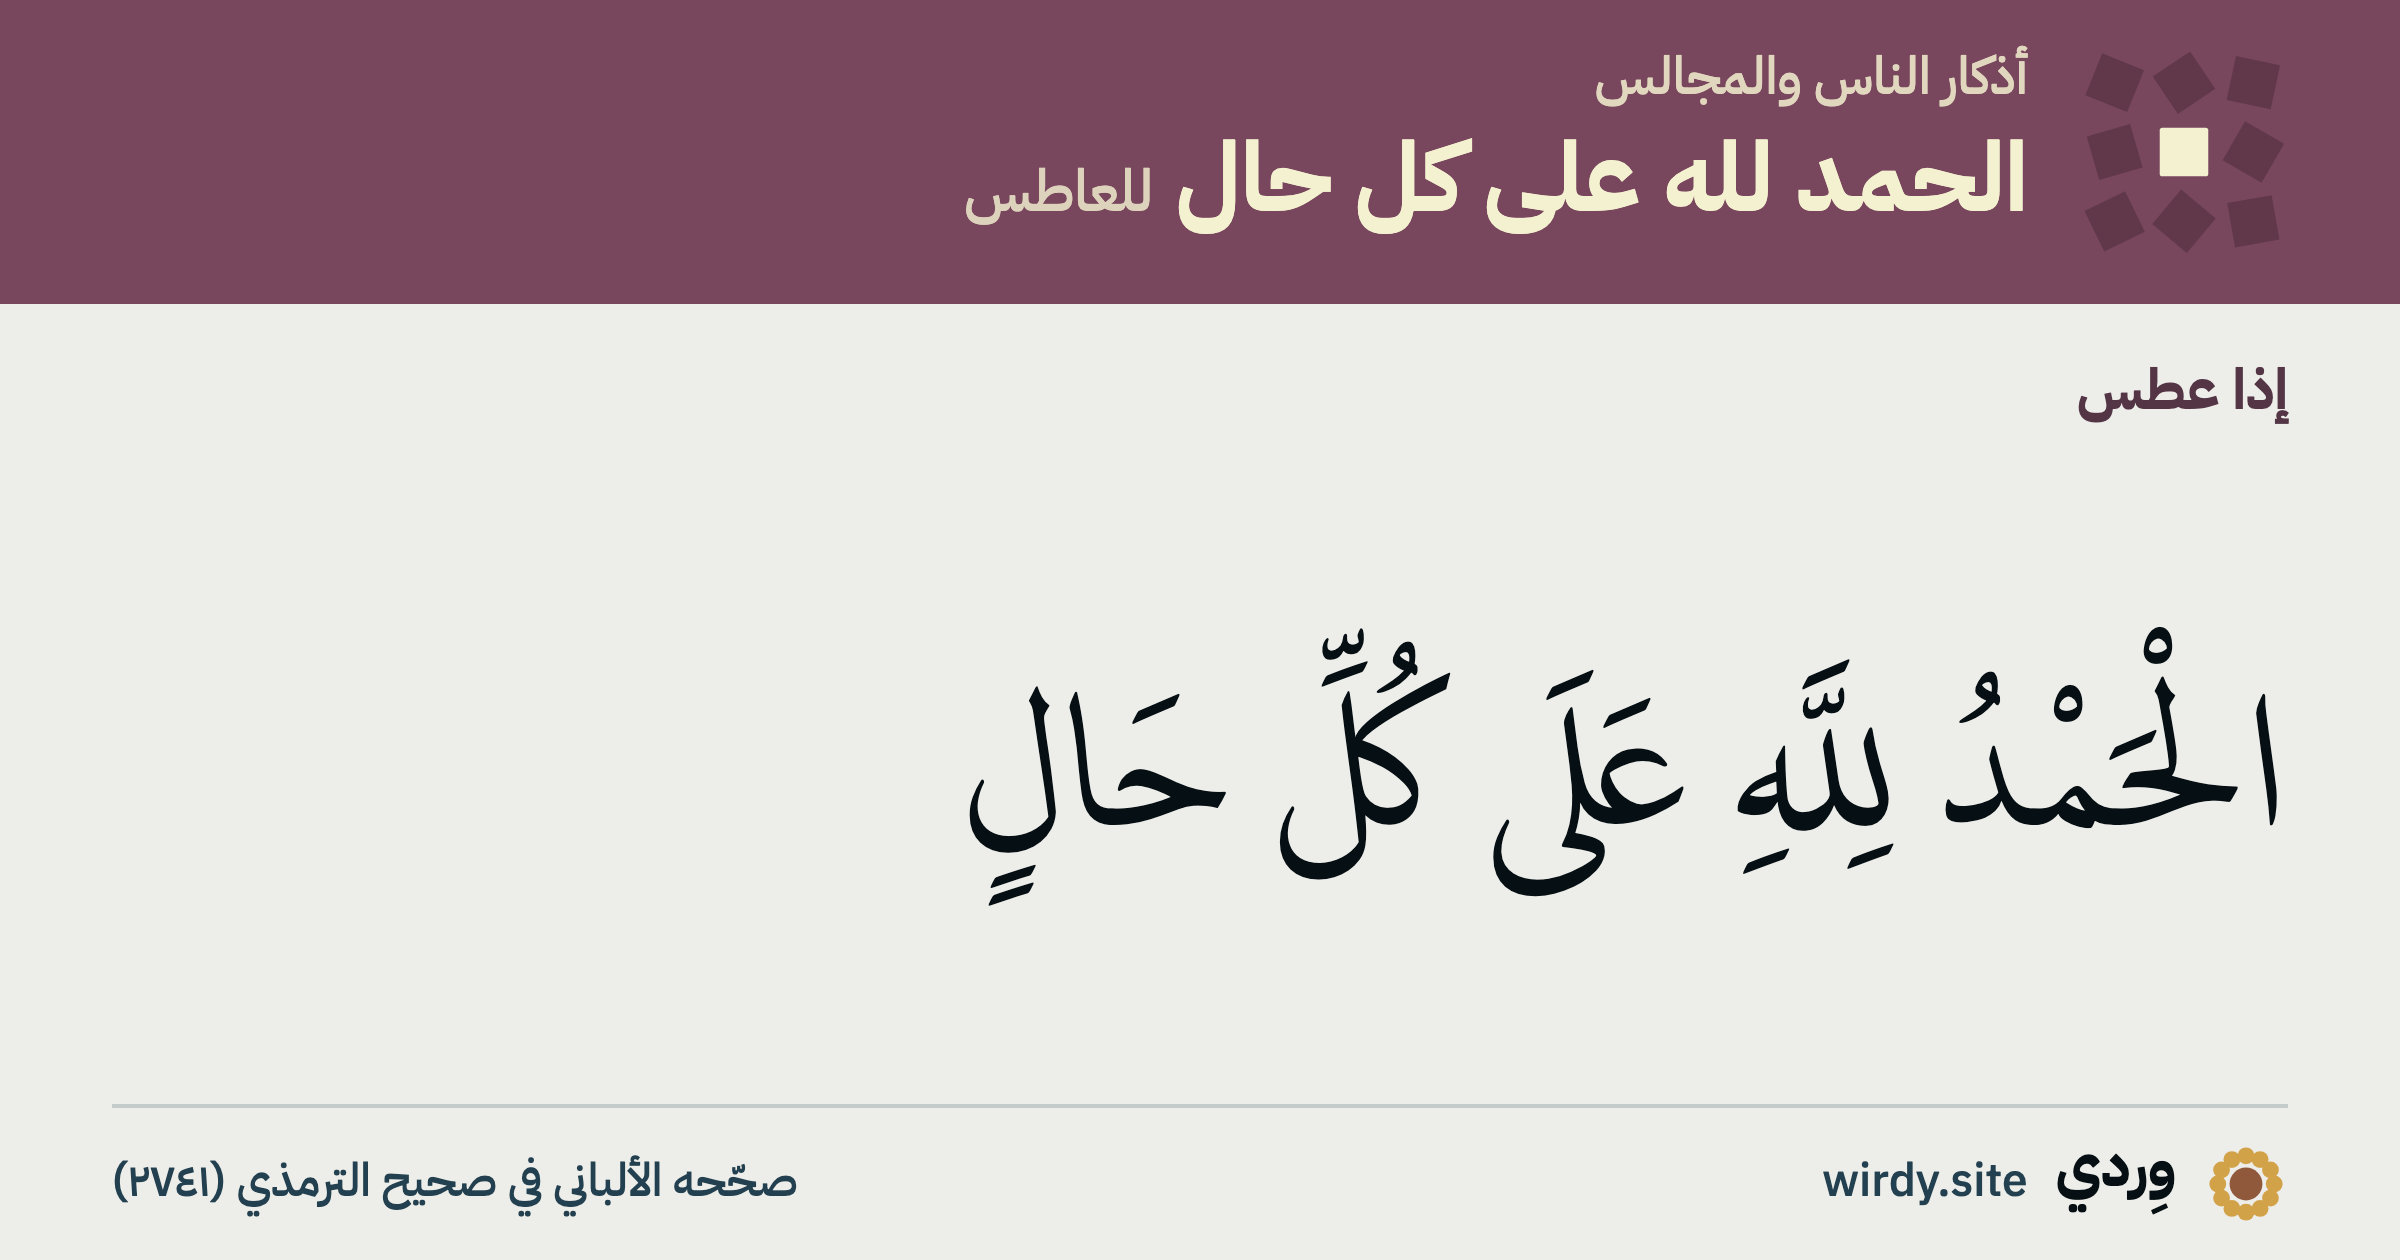 أذكار الناس والمجالس
الحمد لله على كل حال للعاطس
إذا عطس
الْحَمْدُ لِلَّهِ عَلَى كُلِّ حَالٍ
وِردي wirdy.site
صحّحه الألباني في صحيح الترمذي (٢٧٤١)